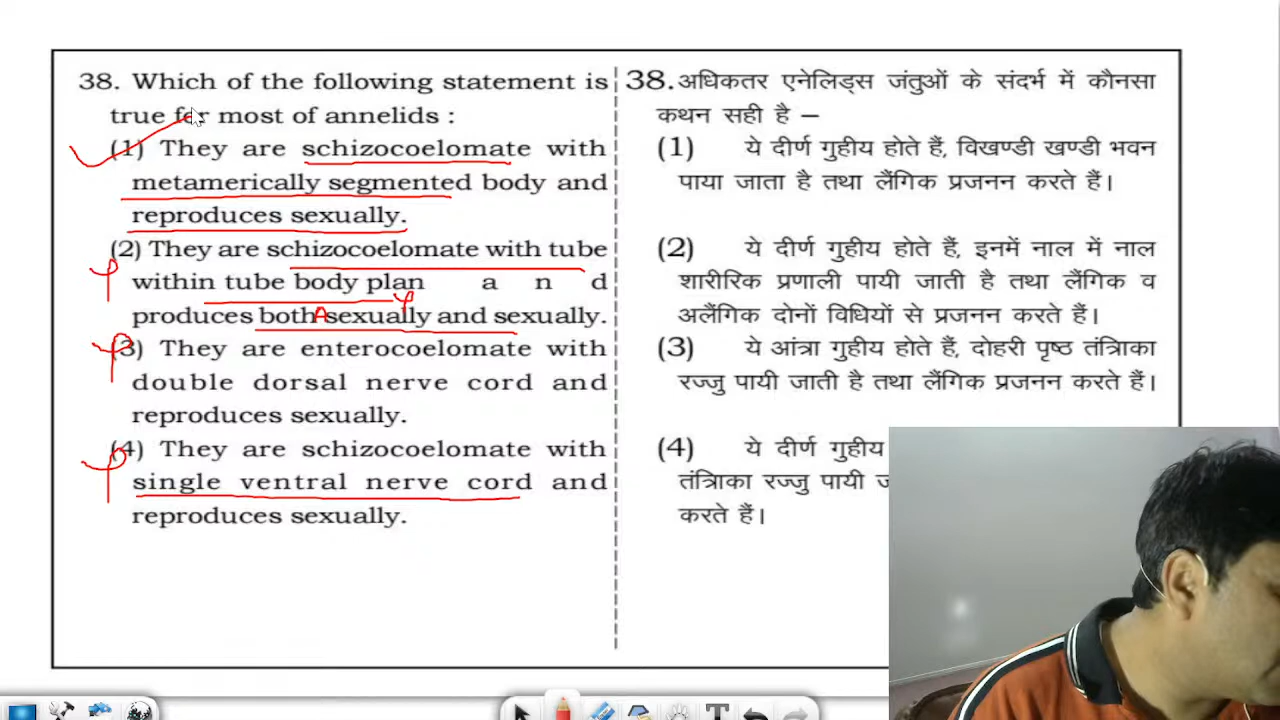 38. Which of the following statement is
true for most of annelids :
(1) They are schizocoelomate with
metamerically segmented body and
reproduces sexually.
(2) They are schizocoelomate with tube
within tube body plan a n d
produces both Asexually and sexually.
(3) They are enterocoelomate with
double dorsal nerve cord and
reproduces sexually.
(4) They are schizocoelomate with
single ventral nerve cord and
reproduces sexually.
38. अधिकतर एनेलिड्स जंतुओं के संदर्भ में कौनसा
कथन सही है –
(1) ये दीर्ण गुहीय होते हैं, विखण्डी खण्डी भवन
पाया जाता है तथा लैंगिक प्रजनन करते हैं।
(2) ये दीर्ण गुहीय होते हैं, इनमें नाल में नाल
शारीरिक प्रणाली पायी जाती है तथा लैंगिक व
अलैंगिक दोनों विधियों से प्रजनन करते हैं।
(3) ये आंत्रा गुहीय होते हैं, दोहरी पृष्ठ तंत्रिाका
रज्जु पायी जाती है तथा लैंगिक प्रजनन करते हैं।
(4) ये दीर्ण गुहीय
तंत्रिाका रज्जु पायी
करते हैं।